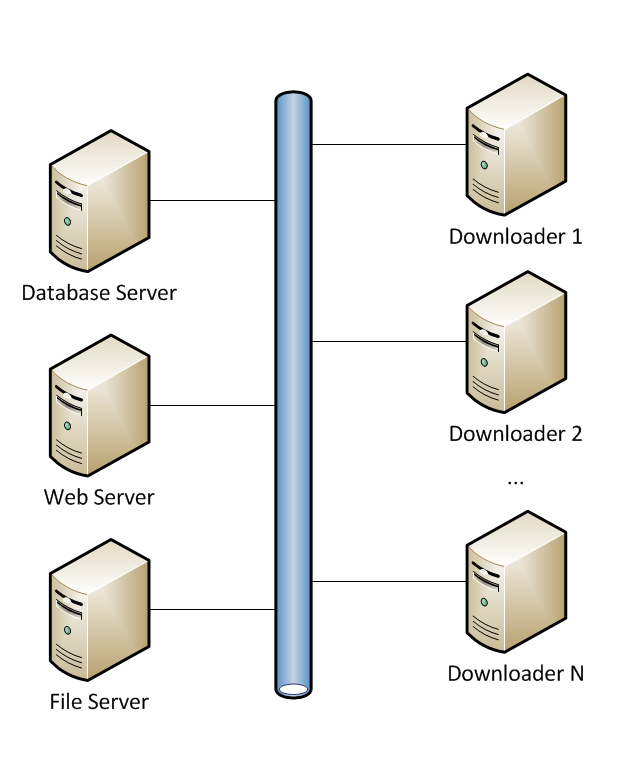 Database Server
Web Server
File Server
Downloader 1
Downloader 2
...
Downloader N